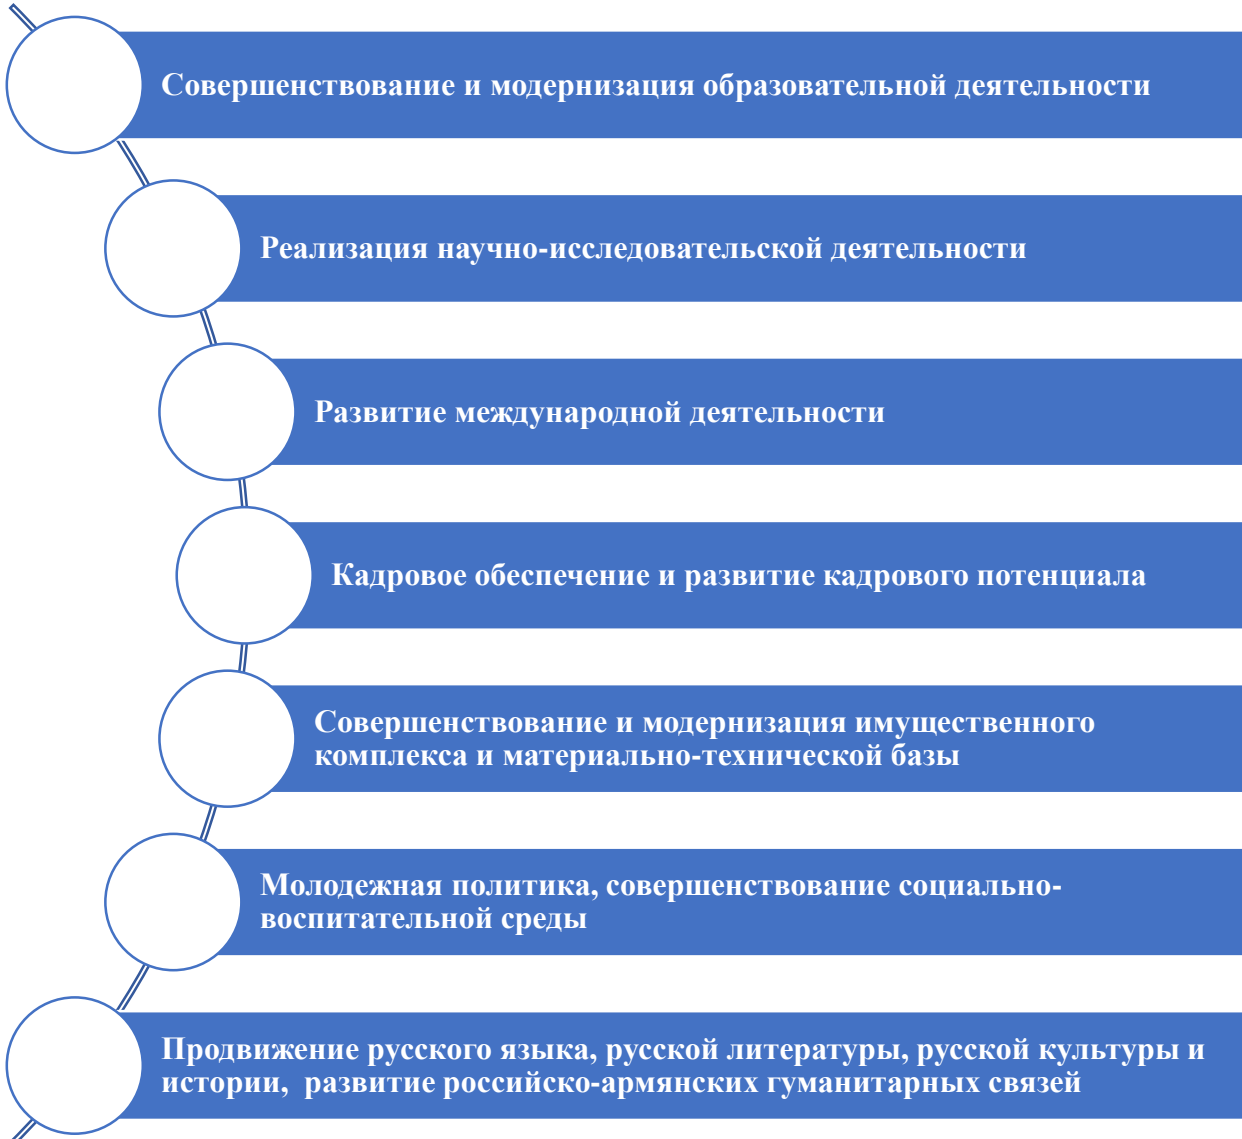 Совершенствование и модернизация образовательной деятельности
Реализация научно-исследовательской деятельности
Развитие международной деятельности
Кадровое обеспечение и развитие кадрового потенциала
Совершенствование и модернизация имущественного
комплекса и материально-технической базы
Молодежная политика, совершенствование социально-
воспитательной среды
Продвижение русского языка, русской литературы, русской культуры и
истории,  развитие российско-армянских гуманитарных связей